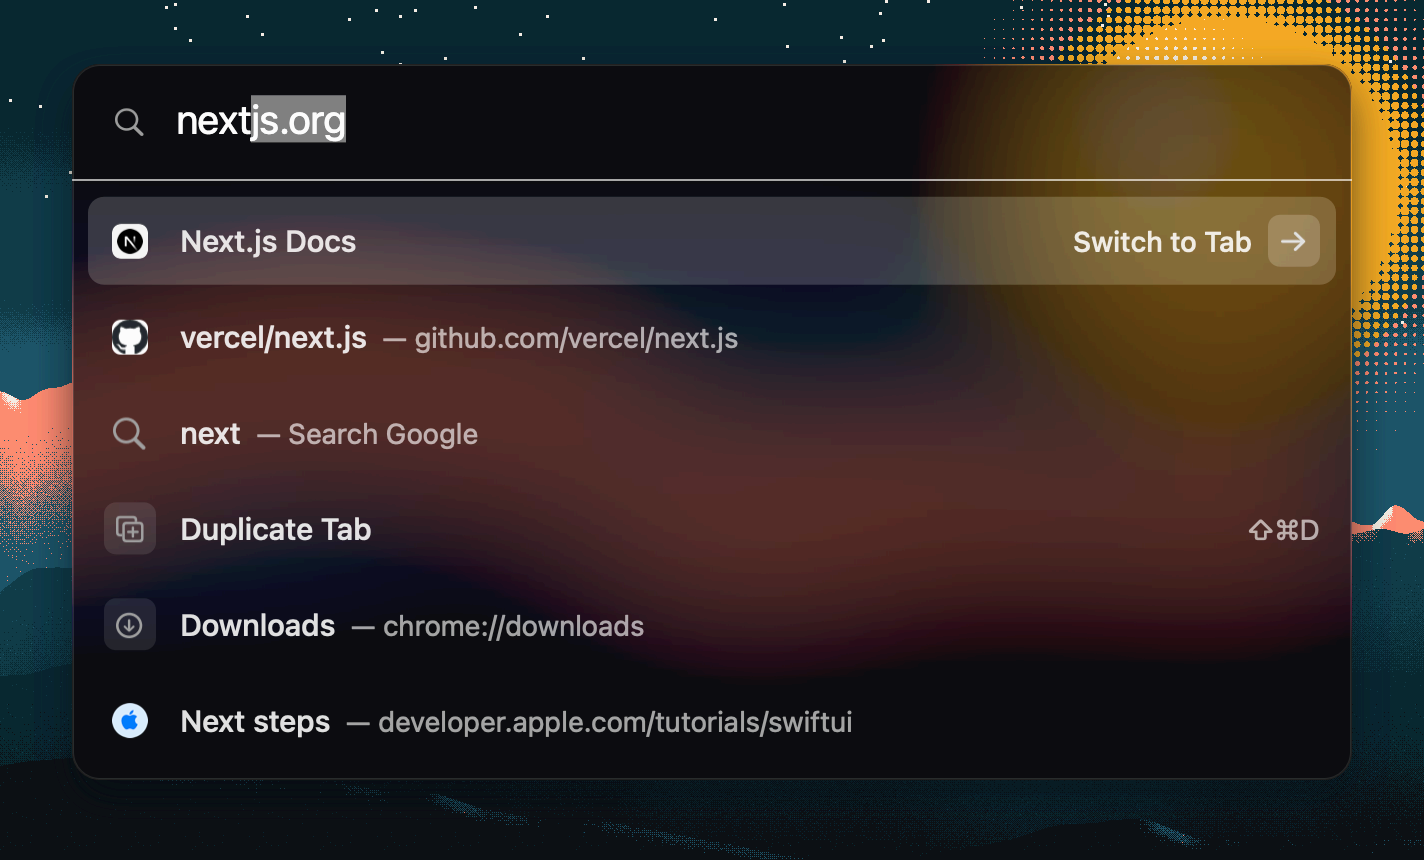 nextjs.org
Next.js Docs Switch to Tab →
vercel/next.js — github.com/vercel/next.js
next — Search Google
Duplicate Tab ⇧⌘D
Downloads — chrome://downloads
Next steps — developer.apple.com/tutorials/swiftui